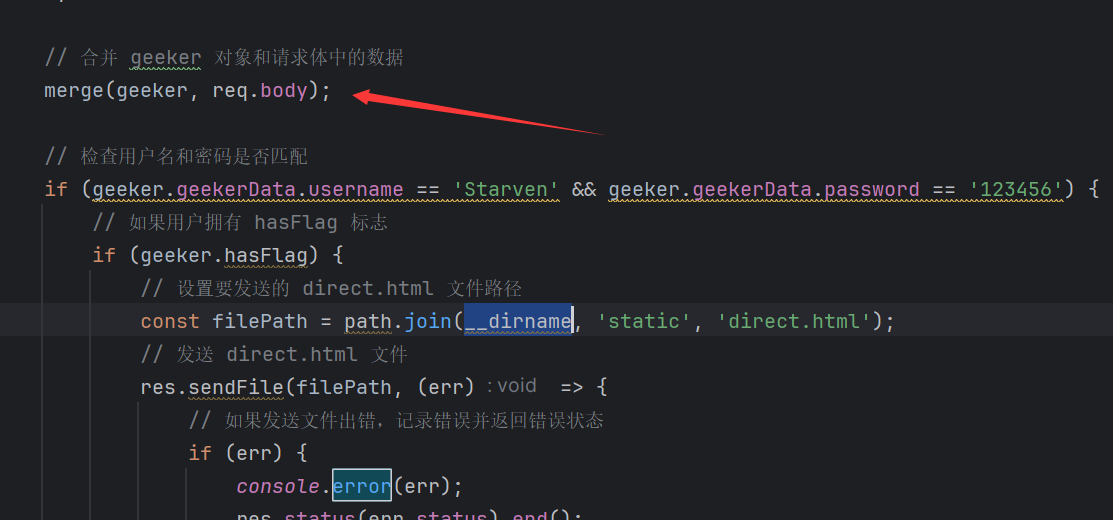 // 合并 geeker 对象和请求体中的数据
merge(geeker, req.body);
// 检查用户名和密码是否匹配
if (geeker.geekerData.username == 'Starven' && geeker.geekerData.password == '123456') {
// 如果用户拥有 hasFlag 标志
if (geeker.hasFlag) {
// 设置要发送的 direct.html 文件路径
const filePath = path.join(__dirname, 'static', 'direct.html');
// 发送 direct.html 文件
res.sendFile(filePath, (err) :void => {
// 如果发送文件出错，记录错误并返回错误状态
if (err) {
console.error(err);
res.status(err.status).end();